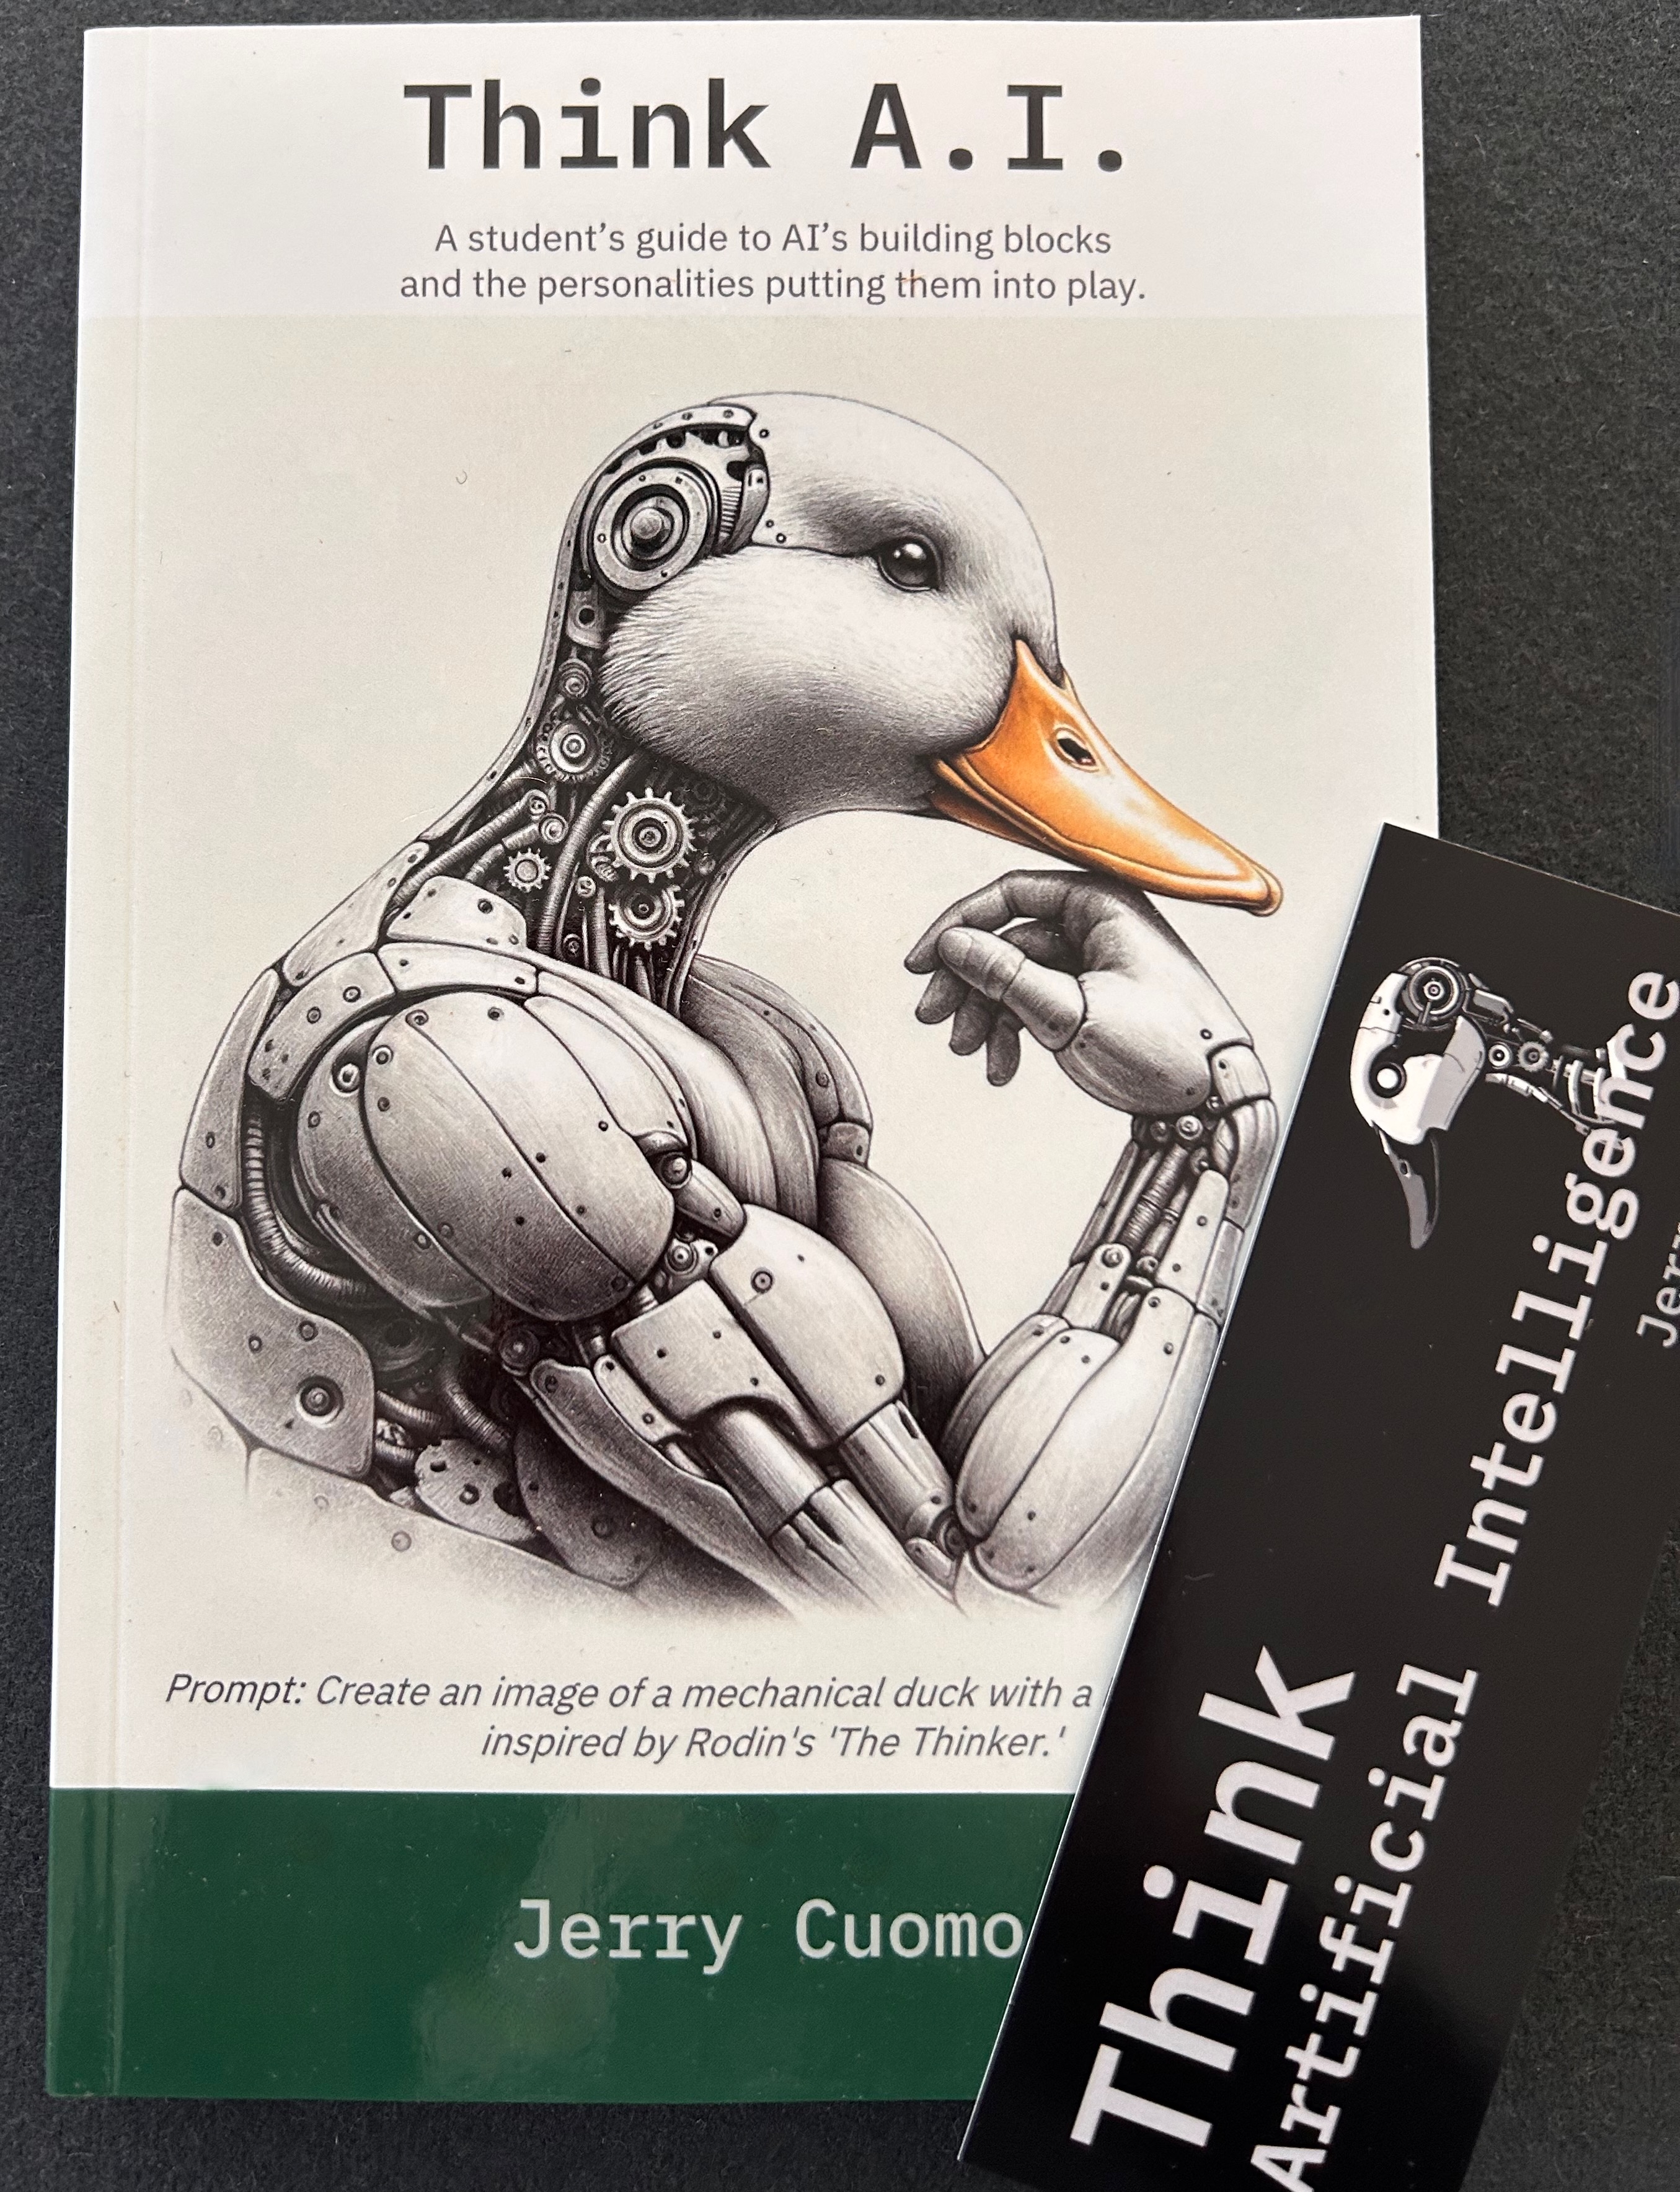 Think A.I.
A student’s guide to AI’s building blocks
and the personalities putting them into play.
Prompt: Create an image of a mechanical duck with a
inspired by Rodin's 'The Thinker.'
Jerry Cuomo
Think
Artificial Intelligence